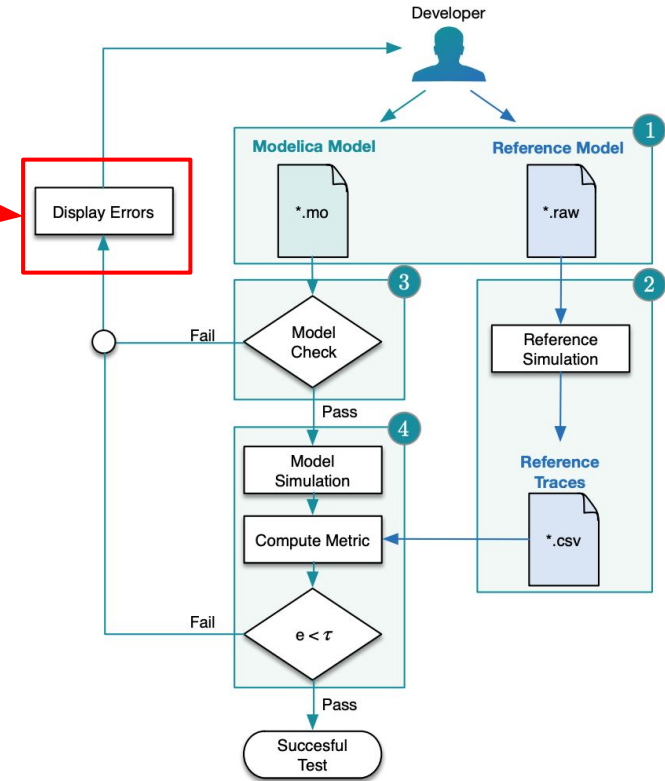 Developer
1
Modelica Model
Reference Model
*.mo
*.raw
Display Errors
3
2
Model
Check
Fail
Reference
Simulation
Pass
4
Model
Simulation
Reference
Traces
Compute Metric
*.csv
Fail
e < τ
Pass
Succesful
Test